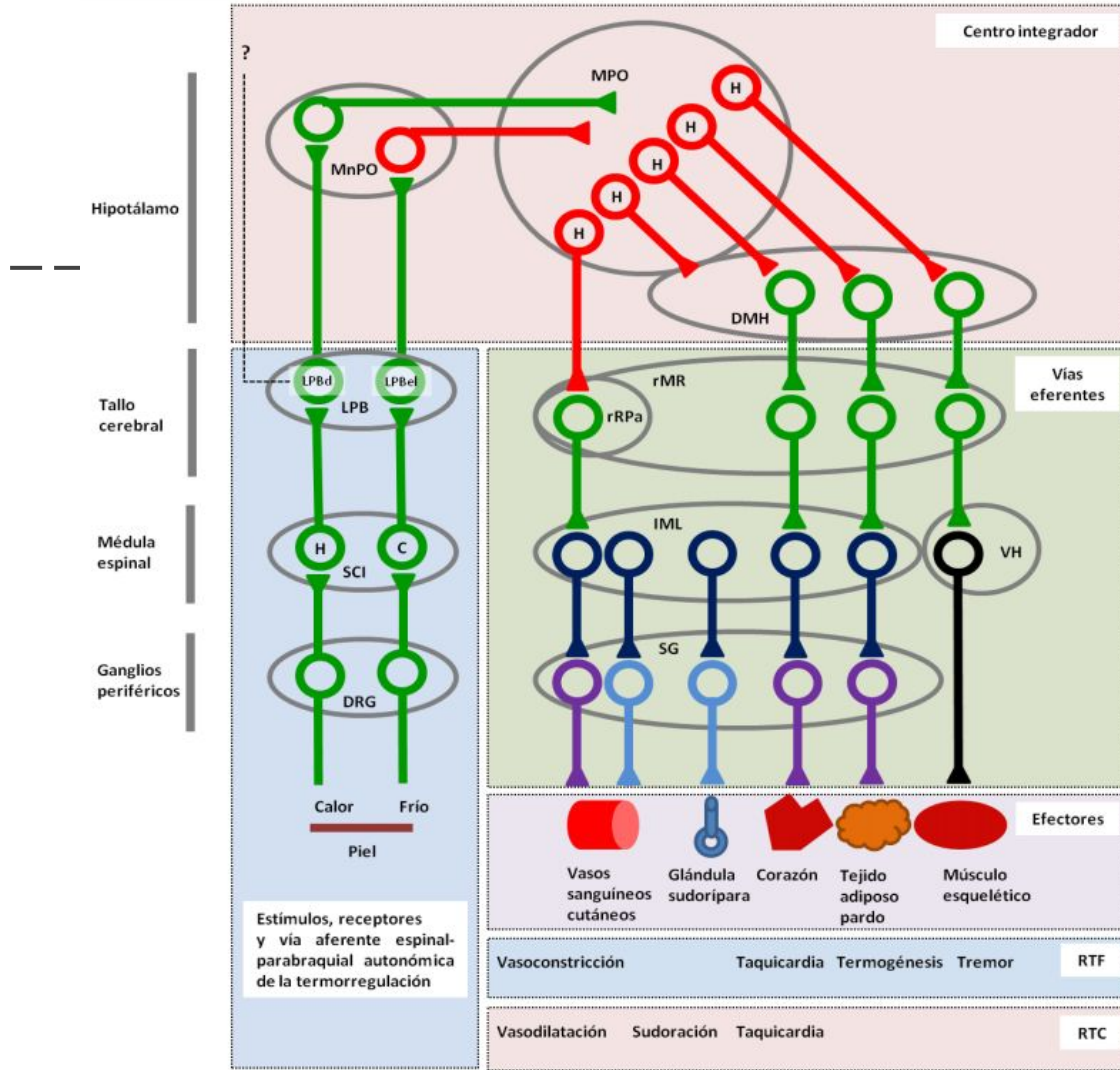 Centro integrador
?
MPO
H
H
H
H
H
MnPO
Hipotálamo
DMH
LPBd
LPBel
LPB
rMR
rRPa
Vías
eferentes
Tallo
cerebral
Médula
espinal
H
C
SCI
IML
VH
Ganglios
periféricos
DRG
SG
Calor
Frío
Piel
Efectores
Vasos
sanguíneos
cutáneos
Glándula
sudorípara
Corazón
Tejido
adiposo
pardo
Músculo
esquelético
Estímulos, receptores
y vía aferente espinal-
parabraquial autonómica
de la termorregulación
Vasoconstricción Taquicardia Termogénesis Tremor RTF
Vasodilatación Sudoración Taquicardia RTC